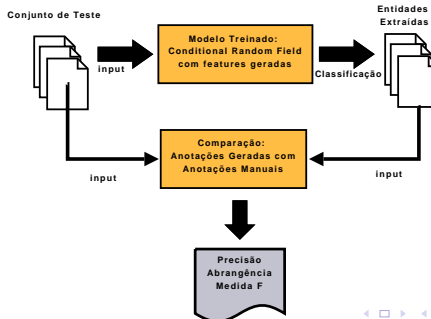 Conjunto de Teste
Entidades
Extraídas
Modelo Treinado:
Conditional Random Field
com features geradas
input
Classificação
Comparação:
Anotações Geradas com
Anotações Manuais
input
input
Precisão
Abrangência
Medida F